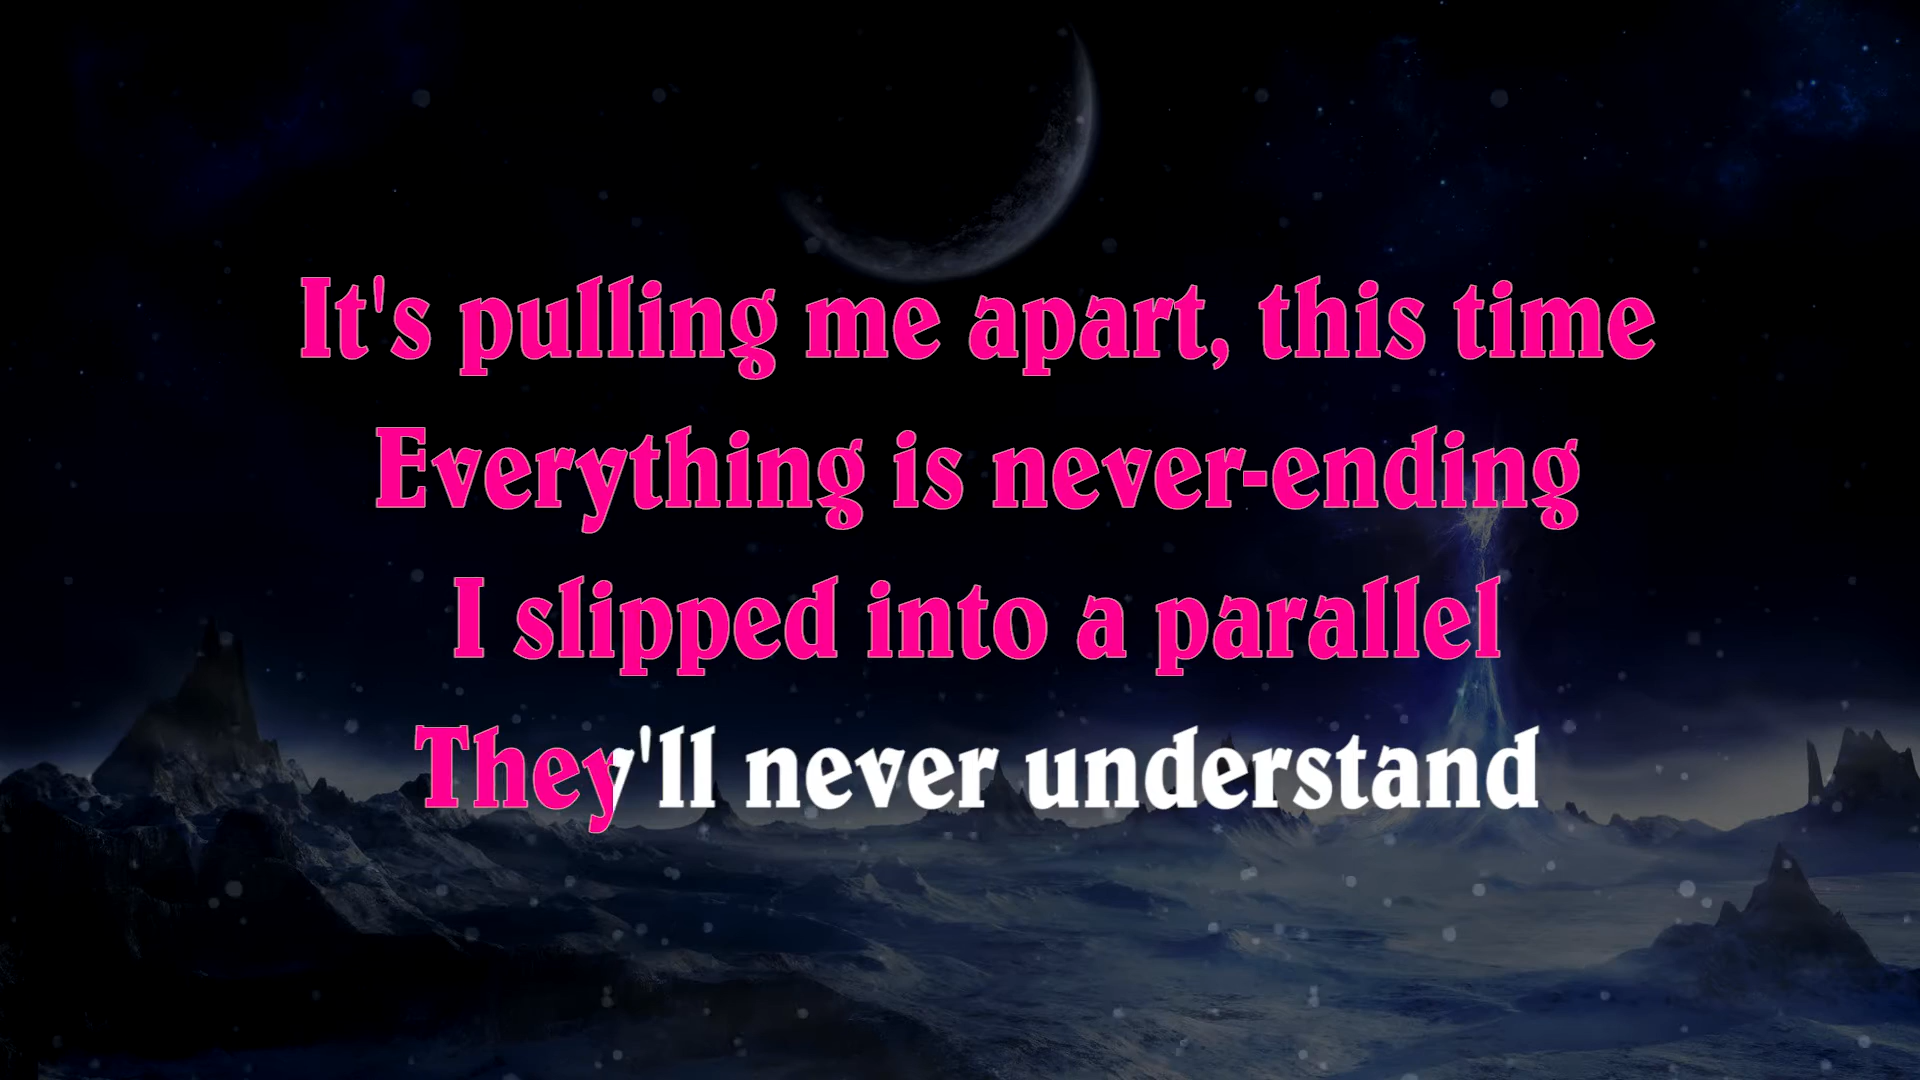 It's pulling me apart, this time
Everything is never-ending
I slipped into a parallel
They'll never understand